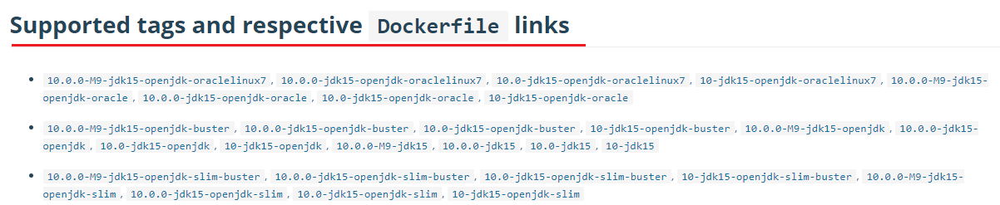 Supported tags and respective Dockerfile links
10.0.0-M9-jdk15-openjdk-oraclelinux7, 10.0.0-jdk15-openjdk-oraclelinux7, 10.0-jdk15-openjdk-oraclelinux7, 10-jdk15-openjdk-oraclelinux7, 10.0.0-M9-jdk15-
openjdk-oracle, 10.0.0-jdk15-openjdk-oracle, 10.0-jdk15-openjdk-oracle, 10-jdk15-openjdk-oracle
10.0.0-M9-jdk15-openjdk-buster, 10.0.0-jdk15-openjdk-buster, 10.0-jdk15-openjdk-buster, 10-jdk15-openjdk-buster, 10.0.0-M9-jdk15-openjdk, 10.0.0-jdk15-
openjdk, 10.0-jdk15-openjdk, 10-jdk15-openjdk, 10.0.0-M9-jdk15, 10.0.0-jdk15, 10.0-jdk15, 10-jdk15
10.0.0-M9-jdk15-openjdk-slim-buster, 10.0.0-jdk15-openjdk-slim-buster, 10.0-jdk15-openjdk-slim-buster, 10-jdk15-openjdk-slim-buster, 10.0.0-M9-jdk15-
openjdk-slim, 10.0.0-jdk15-openjdk-slim, 10.0-jdk15-openjdk-slim, 10-jdk15-openjdk-slim